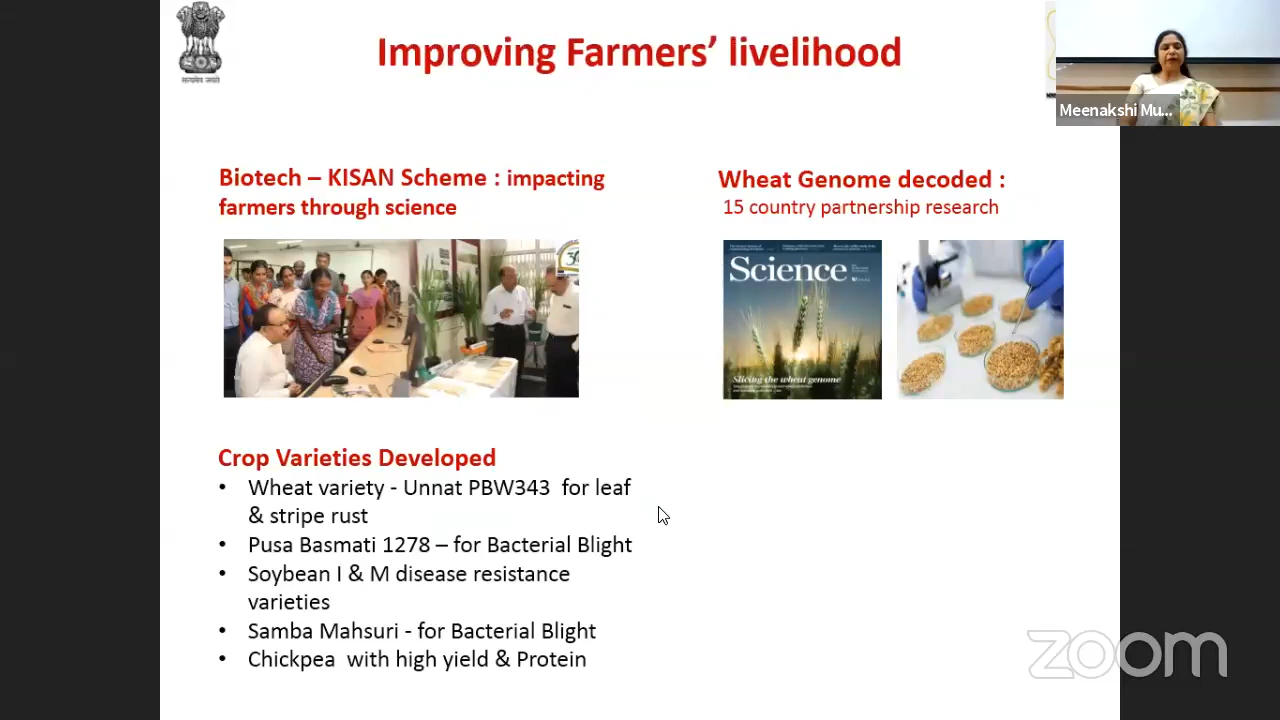 Improving Farmers’ livelihood
Meenakshi Mu...
Biotech – KISAN Scheme : impacting
farmers through science
Wheat Genome decoded :
15 country partnership research
Science
Slicing the wheat genome
Crop Varieties Developed
• Wheat variety - Unnat PBW343 for leaf
& stripe rust
• Pusa Basmati 1278 – for Bacterial Blight
• Soybean I & M disease resistance
varieties
• Samba Mahsuri - for Bacterial Blight
• Chickpea with high yield & Protein
zoom